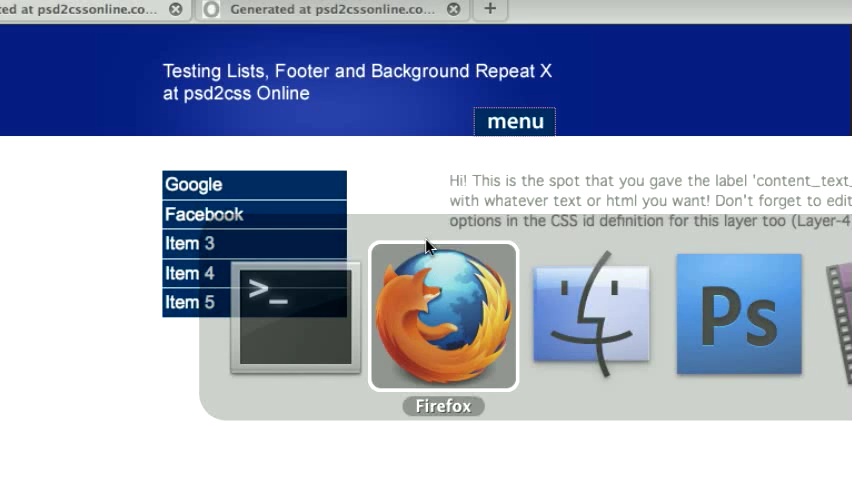 ted at psd2cssonline.co... Generated at psd2cssonline.co... +
Testing Lists, Footer and Background Repeat X
at psd2css Online
menu
Google
Facebook
Item 3
Item 4
Item 5
Hi! This is the spot that you gave the label 'content_text_
with whatever text or html you want! Don't forget to edit
options in the CSS id definition for this layer too (Layer-4
>_
Ps
Firefox